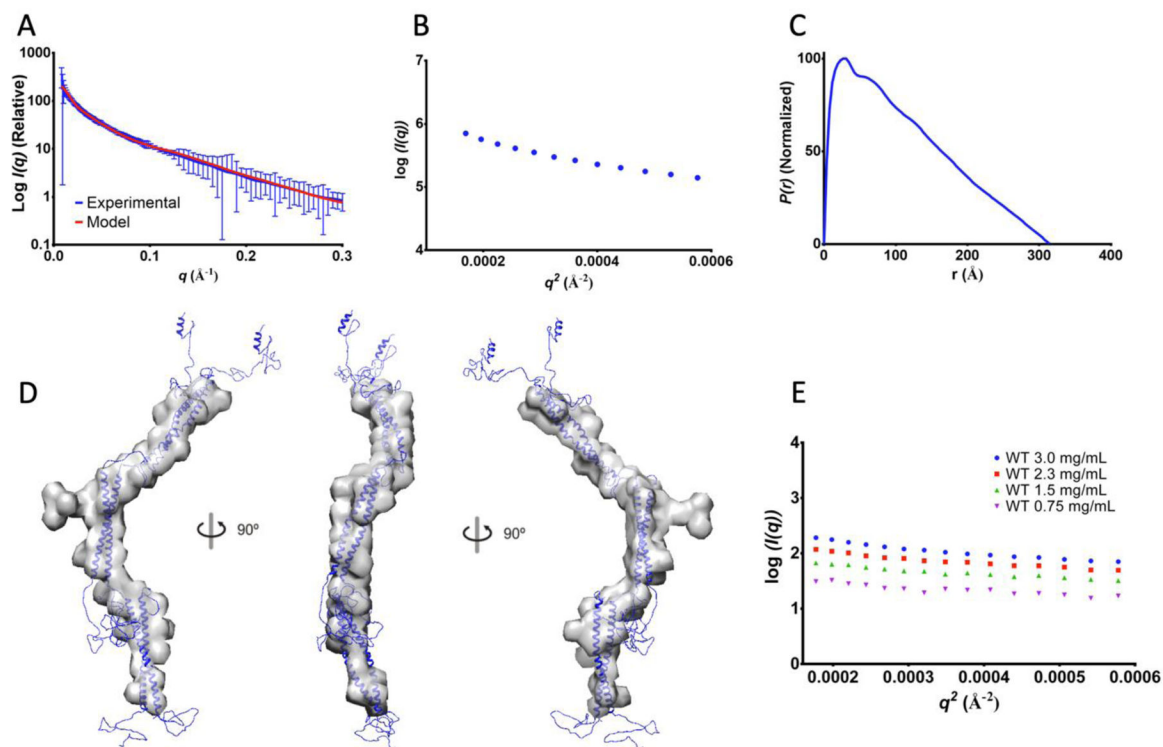 A
Log I(q) (Relative)
1000
100
10
1
0.1
Experimental
Model
0.0 0.1 0.2 0.3
q (Å⁻¹)
B
log (I(q))
7
6
5
4
0.0002 0.0004 0.0006
q² (Å⁻²)
C
P(r) (Normalized)
100
50
0
0 100 200 300 400
r (Å)
D
90º
90º
E
log (I(q))
4
3
2
1
0
WT 3.0 mg/mL
WT 2.3 mg/mL
WT 1.5 mg/mL
WT 0.75 mg/mL
0.0002 0.0003 0.0004 0.0005 0.0006
q² (Å⁻²)